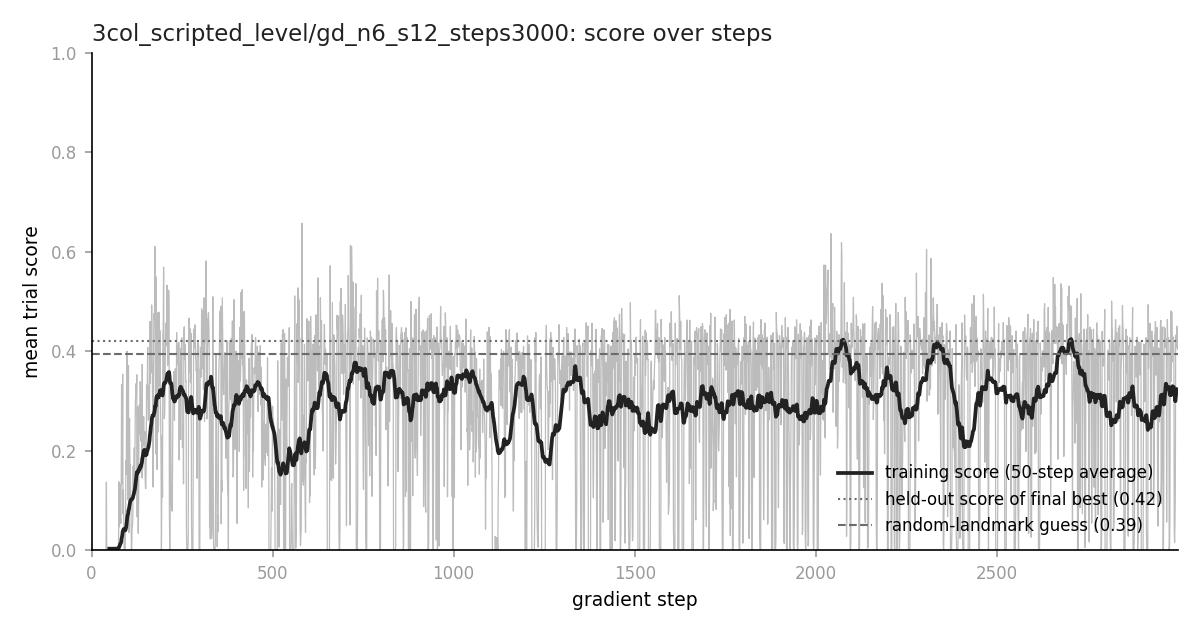 3col_scripted_level/gd_n6_s12_steps3000: score over steps
1.0
0.8
0.6
0.4
0.2
0.0
mean trial score
training score (50-step average)
held-out score of final best (0.42)
random-landmark guess (0.39)
0 500 1000 1500 2000 2500
gradient step